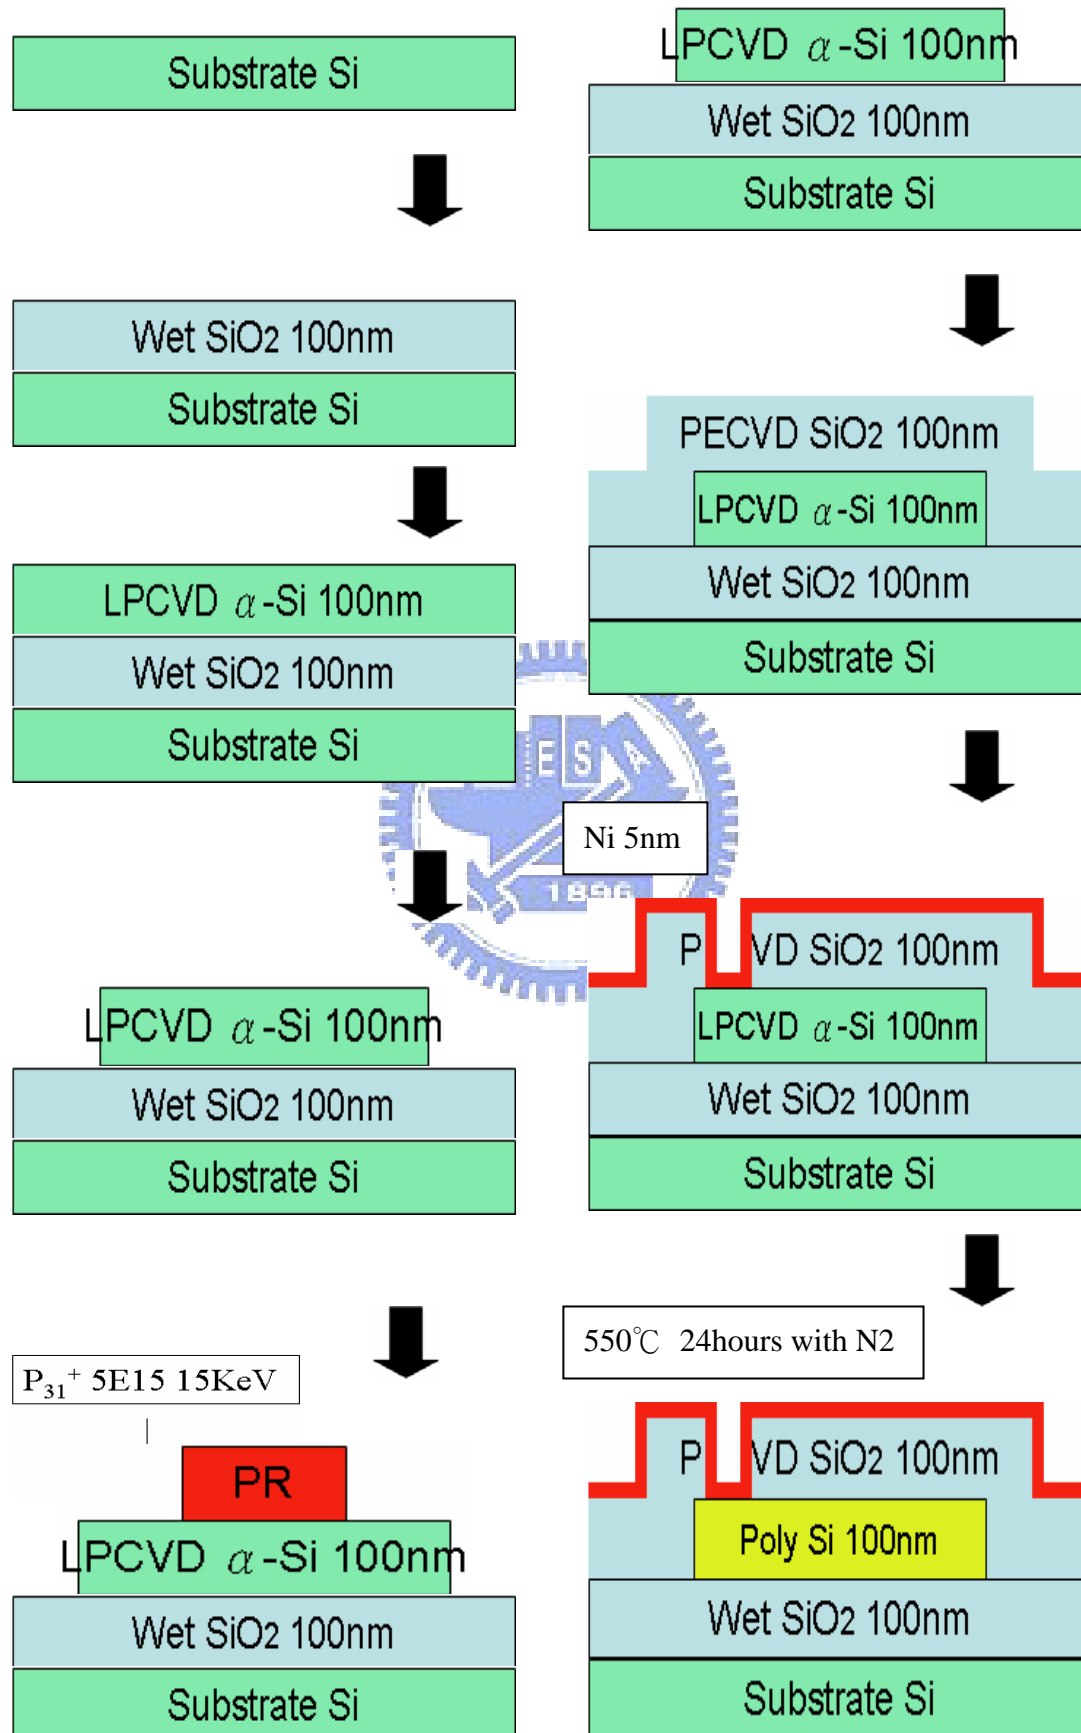 Substrate Si
Wet SiO2 100nm
Substrate Si
LPCVD α-Si 100nm
Wet SiO2 100nm
Substrate Si
LPCVD α-Si 100nm
Wet SiO2 100nm
Substrate Si
P₃₁⁺ 5E15 15KeV
PR
LPCVD α-Si 100nm
Wet SiO2 100nm
Substrate Si
LPCVD α-Si 100nm
Wet SiO2 100nm
Substrate Si
PECVD SiO2 100nm
LPCVD α-Si 100nm
Wet SiO2 100nm
Substrate Si
E S A
1896
Ni 5nm
P VD SiO2 100nm
LPCVD α-Si 100nm
Wet SiO2 100nm
Substrate Si
550℃ 24hours with N2
P VD SiO2 100nm
Poly Si 100nm
Wet SiO2 100nm
Substrate Si